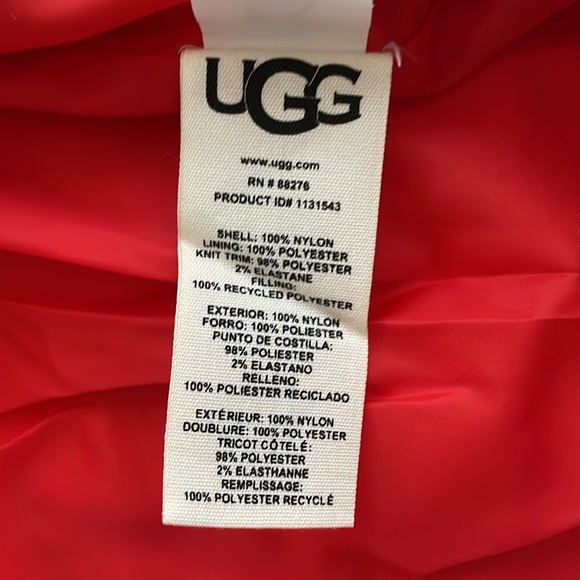 UGG
www.ugg.com
RN # 88276
PRODUCT ID# 1131543
SHELL: 100% NYLON
LINING: 100% POLYESTER
KNIT TRIM: 98% POLYESTER
2% ELASTANE
FILLING:
100% RECYCLED POLYESTER
EXTERIOR: 100% NYLON
FORRO: 100% POLIESTER
PUNTO DE COSTILLA:
98% POLIESTER
2% ELASTANO
RELLENO:
100% POLIESTER RECICLADO
EXTÉRIEUR: 100% NYLON
DOUBLURE: 100% POLYESTER
TRICOT CÔTELÉ:
98% POLYESTER
2% ELASTHANNE
REMPLISSAGE:
100% POLYESTER RECYCLÉ